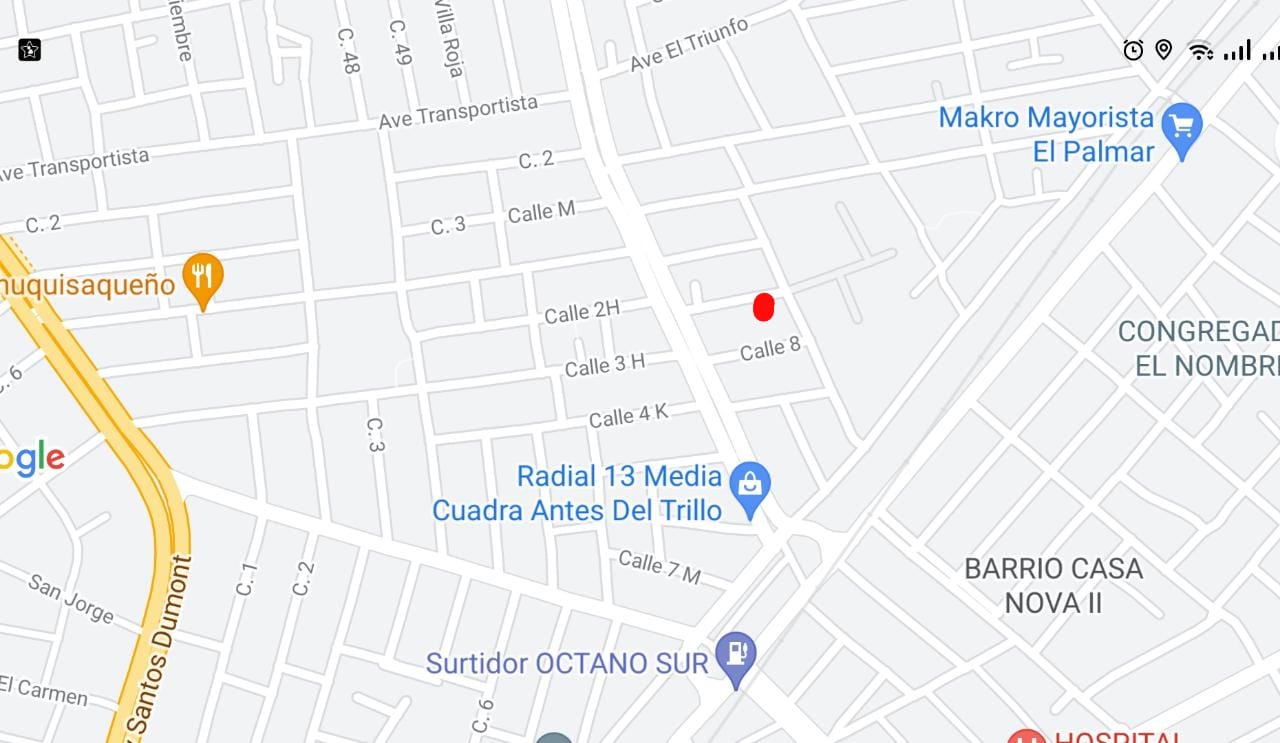 C. 48
C. 49
Villa Roja
Ave El Triunfo
Ave Transportista
Makro Mayorista
El Palmar
Ave Transportista
C. 2
C. 3
Calle M
C. 2
huquisaqueño
Calle 2H
Calle 3 H
Calle 8
CONGREGAD
EL NOMBRE
C. 6
Calle 4 K
C. 3
ogle
Radial 13 Media
Cuadra Antes Del Trillo
Calle 7 M
C. 1
C. 2
San Jorge
BARRIO CASA
NOVA II
Santos Dumont
Surtidor OCTANO SUR
El Carmen
C. 6
HOSPITAL